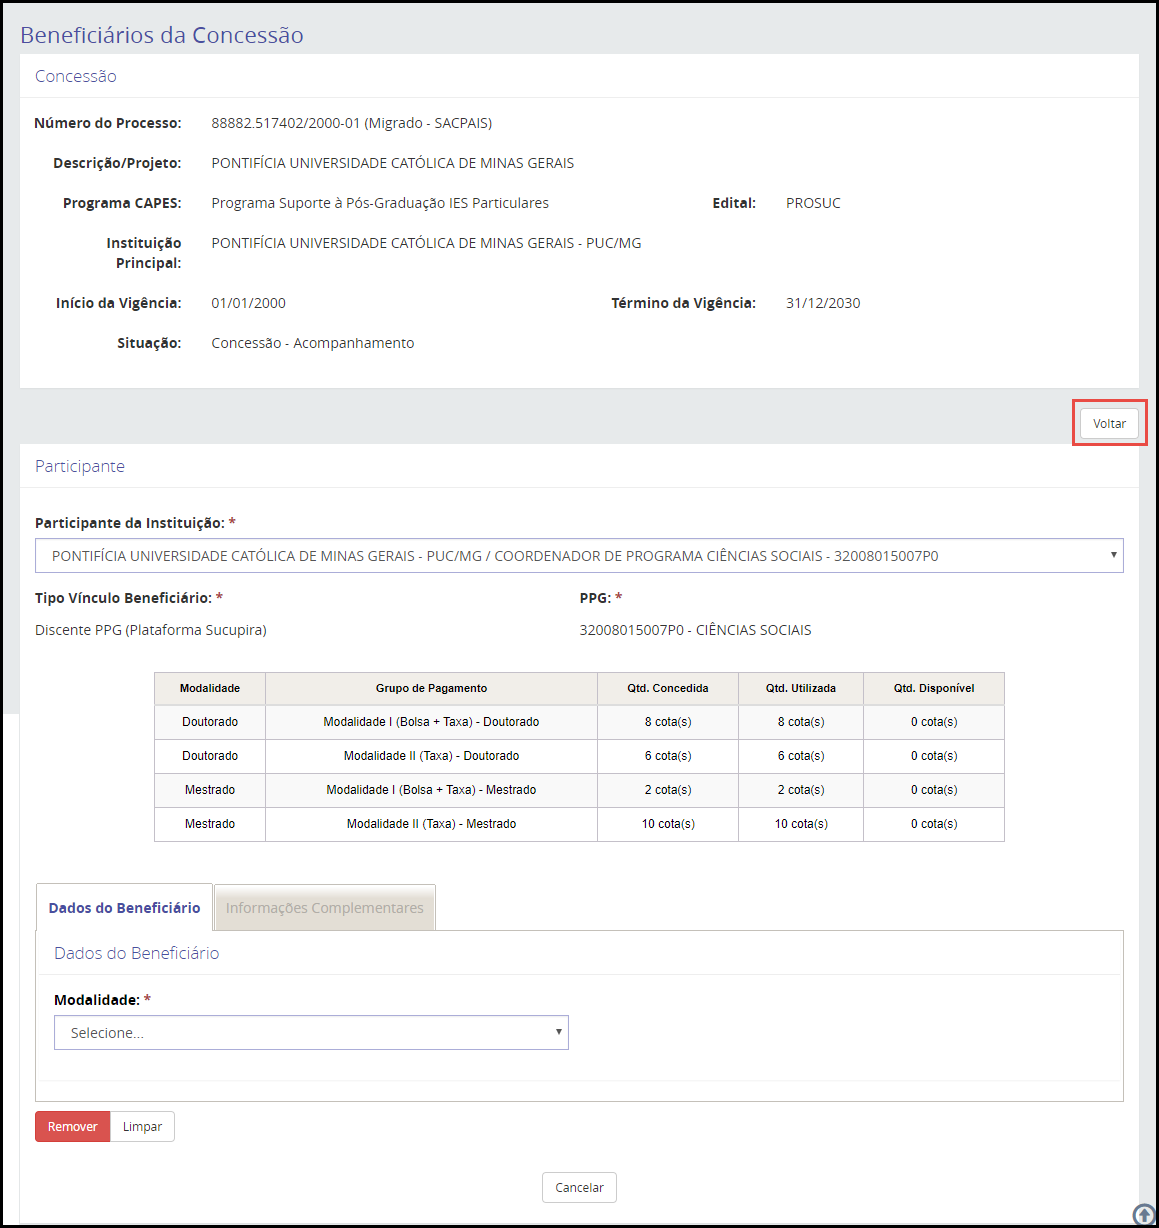 Beneficiários da Concessão
Concessão
Número do Processo: 88882.517402/2000-01 (Migrado - SACPAIS)
Descrição/Projeto: PONTIFÍCIA UNIVERSIDADE CATÓLICA DE MINAS GERAIS
Programa CAPES: Programa Suporte à Pós-Graduação IES Particulares Edital: PROSUC
Instituição PONTIFÍCIA UNIVERSIDADE CATÓLICA DE MINAS GERAIS - PUC/MG
Principal:
Início da Vigência: 01/01/2000 Término da Vigência: 31/12/2030
Situação: Concessão - Acompanhamento
Voltar
Participante
Participante da Instituição: *
PONTIFÍCIA UNIVERSIDADE CATÓLICA DE MINAS GERAIS - PUC/MG / COORDENADOR DE PROGRAMA CIÊNCIAS SOCIAIS - 32008015007P0
Tipo Vínculo Beneficiário: * PPG: *
Discente PPG (Plataforma Sucupira) 32008015007P0 - CIÊNCIAS SOCIAIS
Modalidade Grupo de Pagamento Qtd. Concedida Qtd. Utilizada Qtd. Disponível
Doutorado Modalidade I (Bolsa + Taxa) - Doutorado 8 cota(s) 8 cota(s) 0 cota(s)
Doutorado Modalidade II (Taxa) - Doutorado 6 cota(s) 6 cota(s) 0 cota(s)
Mestrado Modalidade I (Bolsa + Taxa) - Mestrado 2 cota(s) 2 cota(s) 0 cota(s)
Mestrado Modalidade II (Taxa) - Mestrado 10 cota(s) 10 cota(s) 0 cota(s)
Dados do Beneficiário Informações Complementares
Dados do Beneficiário
Modalidade: *
Selecione...
Remover Limpar
Cancelar